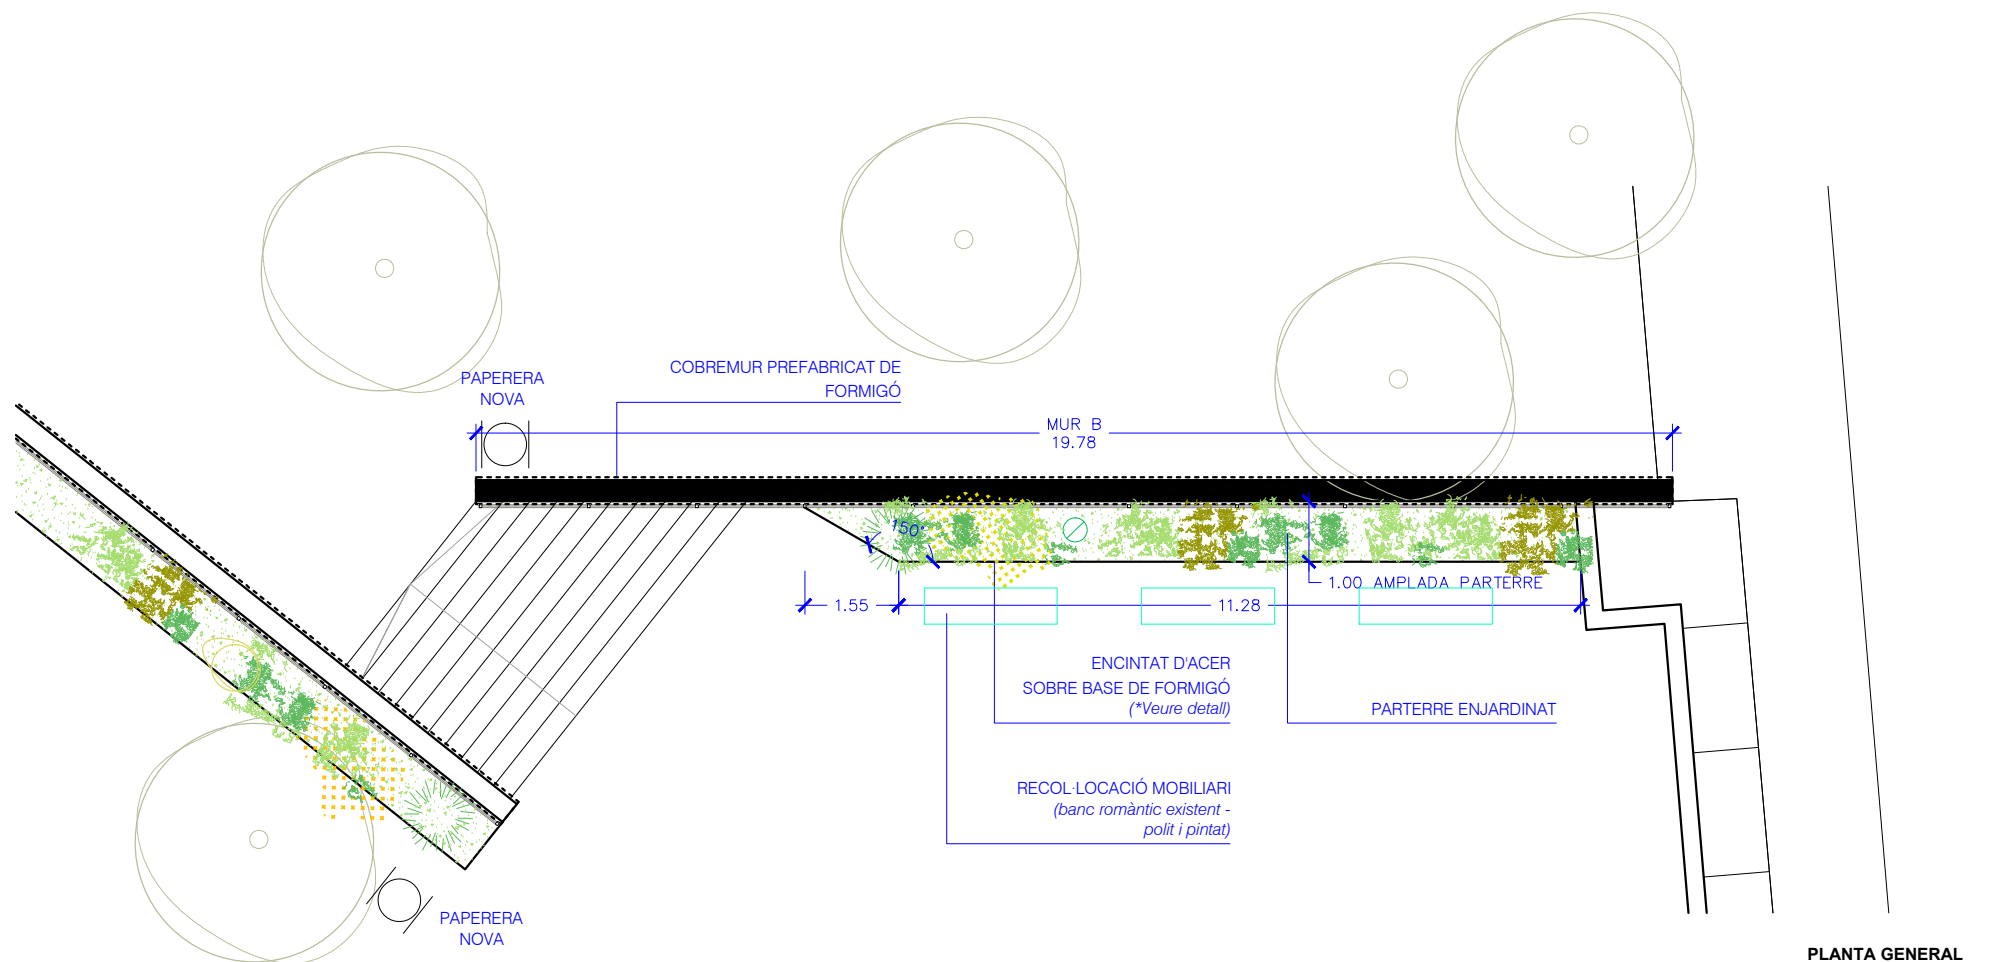 COBREMUR PREFABRICAT DE
FORMIGÓ
PAPERERA
NOVA
MUR B
19.78
150°
1.00 AMPLADA PARTERRE
1.55
11.28
ENCINTAT D'ACER
SOBRE BASE DE FORMIGÓ
(*Veure detall)
PARTERRE ENJARDINAT
RECOL·LOCACIÓ MOBILIARI
(banc romàntic existent -
polit i pintat)
PAPERERA
NOVA
PLANTA GENERAL